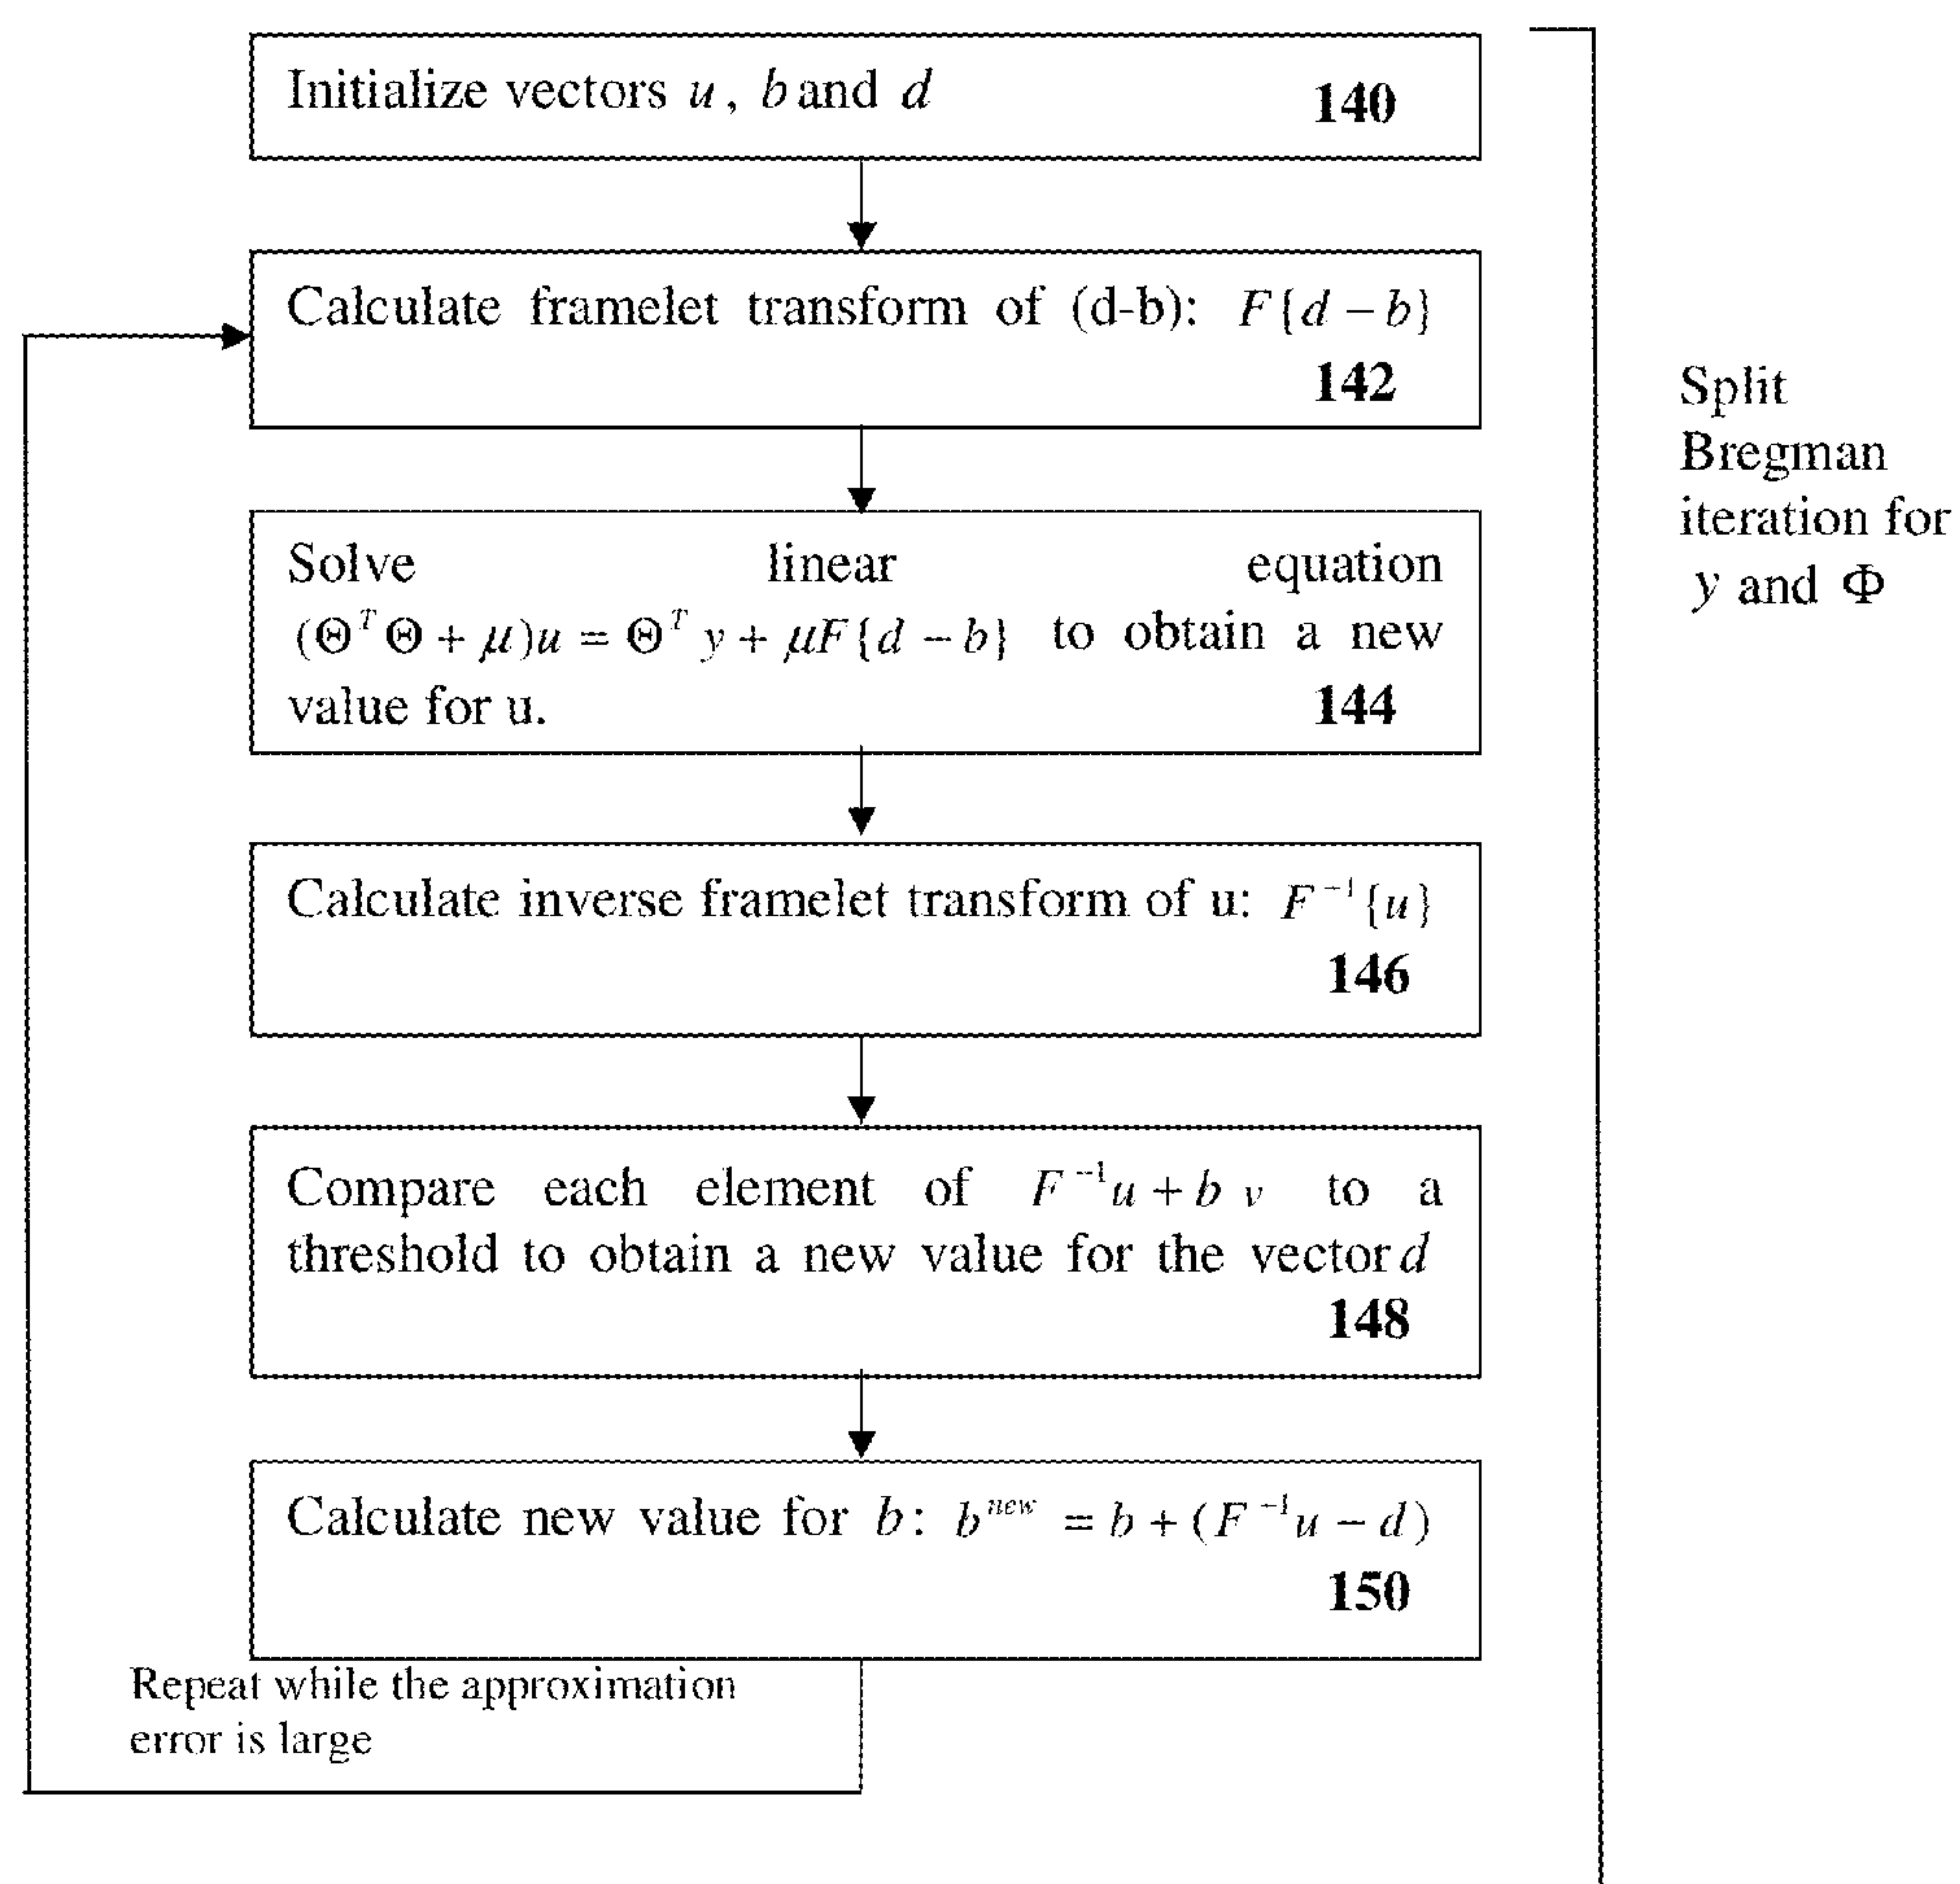 Initialize vectors u, b and d
140
Calculate framelet transform of (d-b): F{d − b}
142
Solve linear equation
(Θ^T Θ + μ)u = Θ^T y + μF{d − b} to obtain a new
value for u.
144
Calculate inverse framelet transform of u: F^−1{u}
146
Compare each element of F^−1u + b v to a
threshold to obtain a new value for the vector d
148
Calculate new value for b: b^new = b + (F^−1u − d)
150
Repeat while the approximation
error is large
Split
Bregman
iteration for
y and Φ